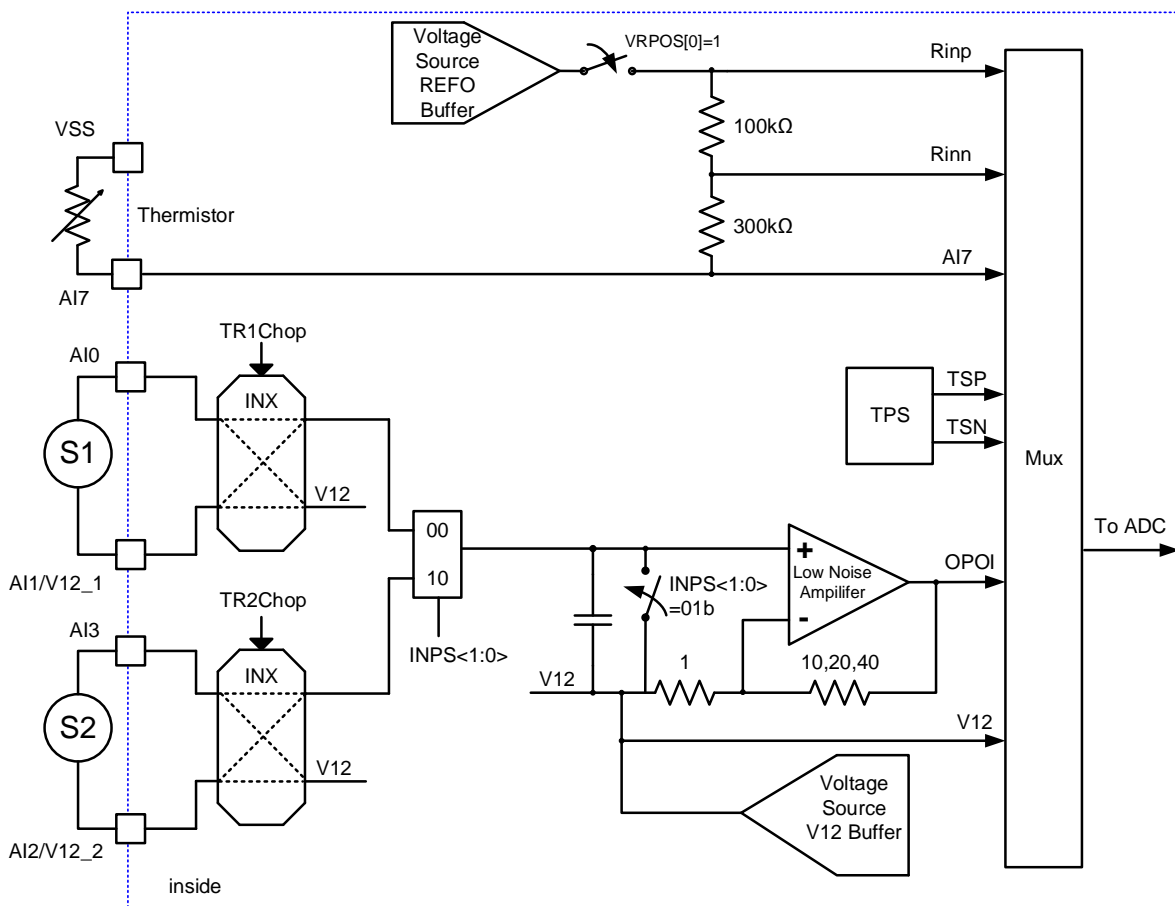 Voltage
Source
REFO
Buffer
VRPOS[0]=1
Rinp
100kΩ
Rinn
300kΩ
AI7
VSS
Thermistor
AI7
TR1Chop
AI0
INX
S1
V12
AI1/V12_1
TPS
TSP
TSN
Mux
To ADC
00
10
INPS<1:0>
TR2Chop
AI3
INX
S2
V12
AI2/V12_2
+
Low Noise
Ampilifer
-
OPOI
INPS<1:0>
=01b
V12
1
10,20,40
V12
Voltage
Source
V12 Buffer
inside